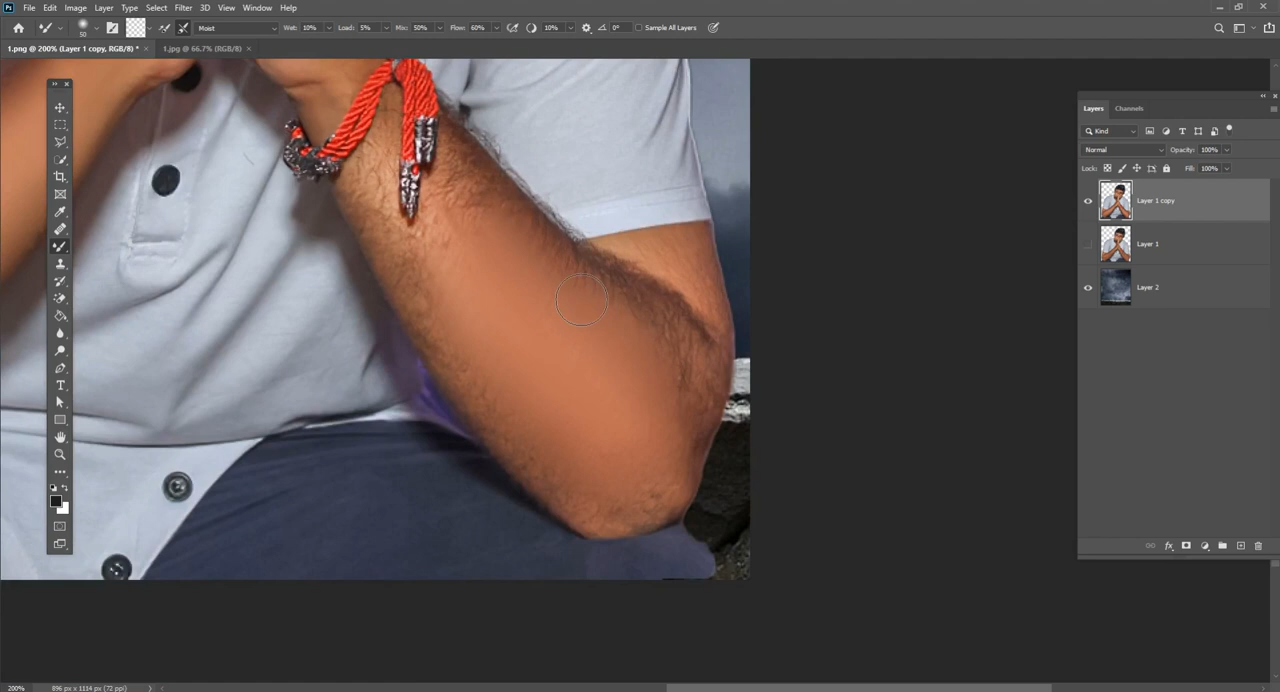 Ps File Edit Image Layer Type Select Filter 3D View Window Help
50 Moist Wet: 10% Load: 5% Mix: 50% Flow: 60% 10% 0° Sample All Layers
1.png @ 200% (Layer 1 copy, RGB/8) * × 1.jpg @ 66.7% (RGB/8) ×
Layers Channels
Kind
Normal Opacity: 100%
Lock: Fill: 100%
Layer 1 copy
Layer 1
Layer 2
fx
200% 896 px x 1114 px (72 ppi)